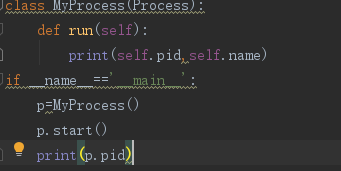 class MyProcess(Process):
def run(self):
print(self.pid,self.name)
if __name__=='__main__':
p=MyProcess()
p.start()
print(p.pid)